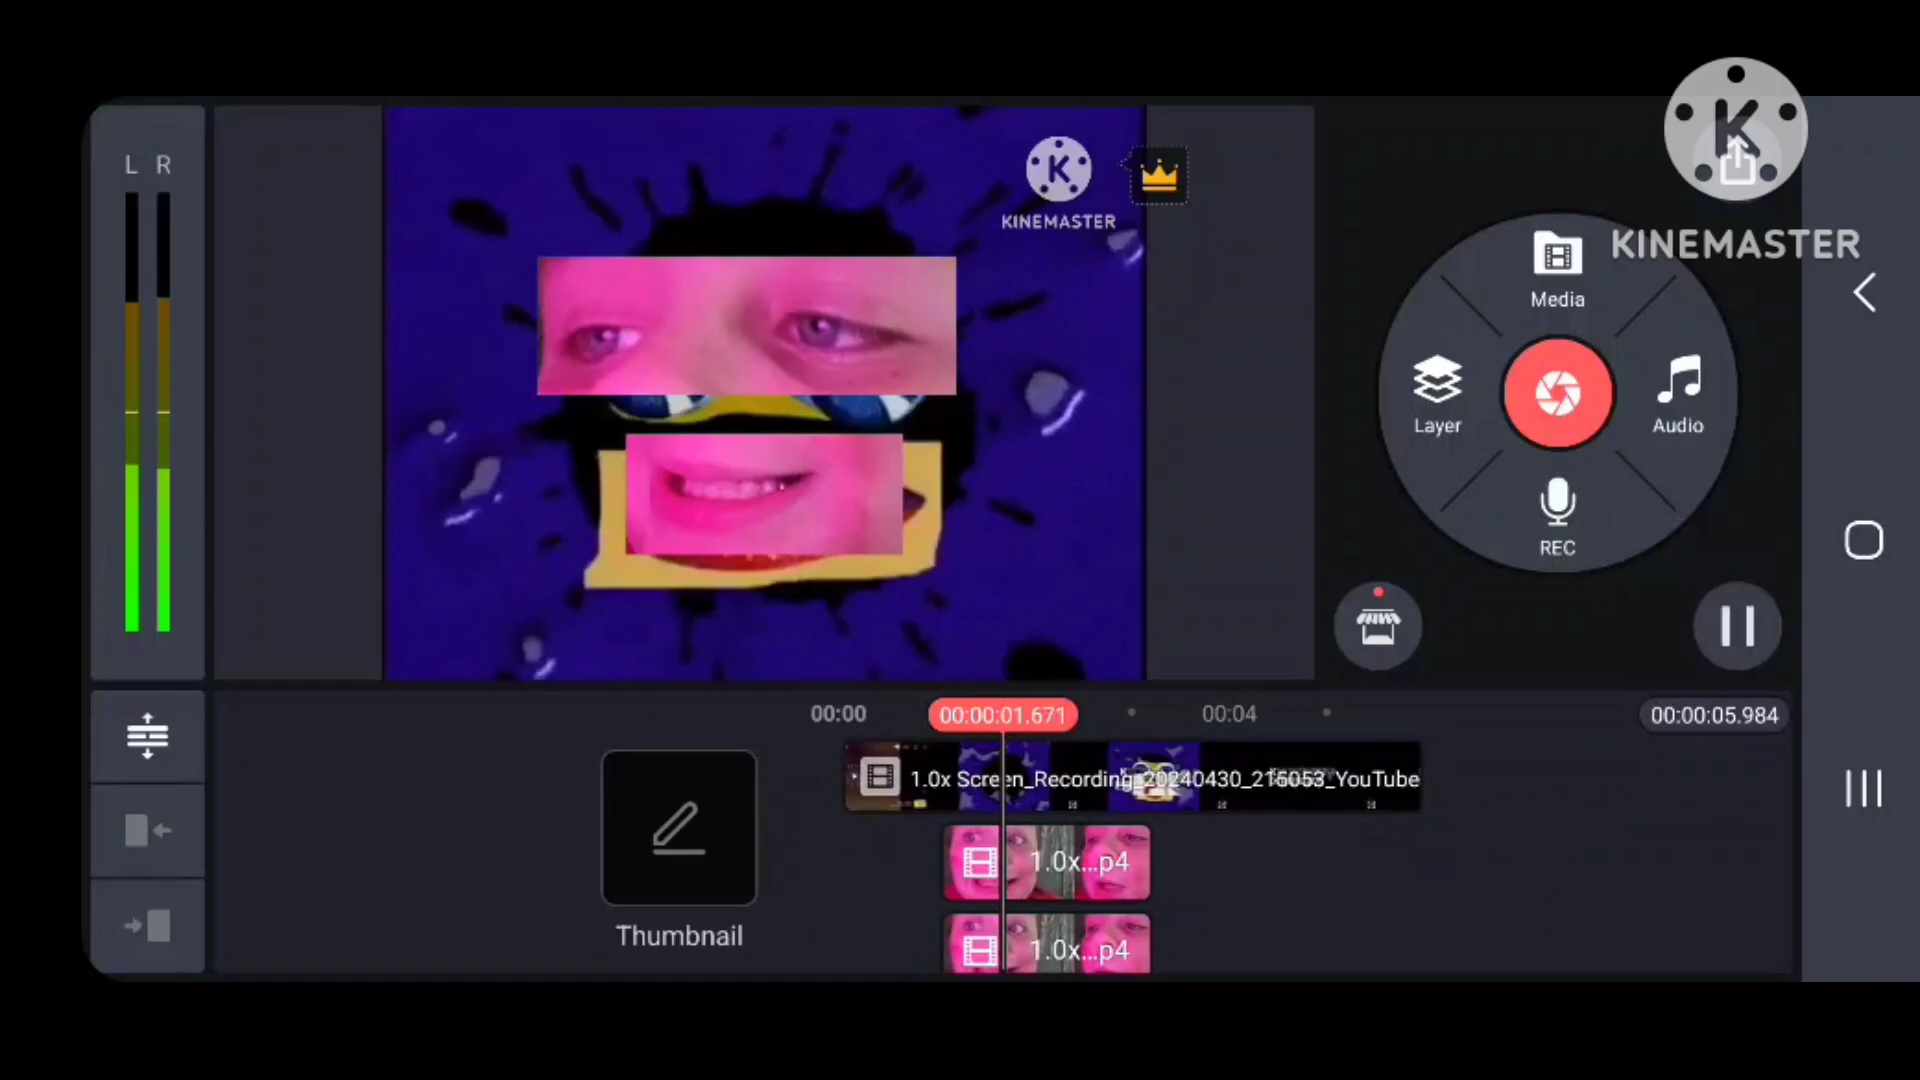 L R
KINEMASTER
KINEMASTER
Media
Layer
Audio
REC
00:00
00:00:01.671
00:04
00:00:05.984
1.0x Screen_Recording_20240430_215053_YouTube
1.0x...p4
1.0x...p4
Thumbnail